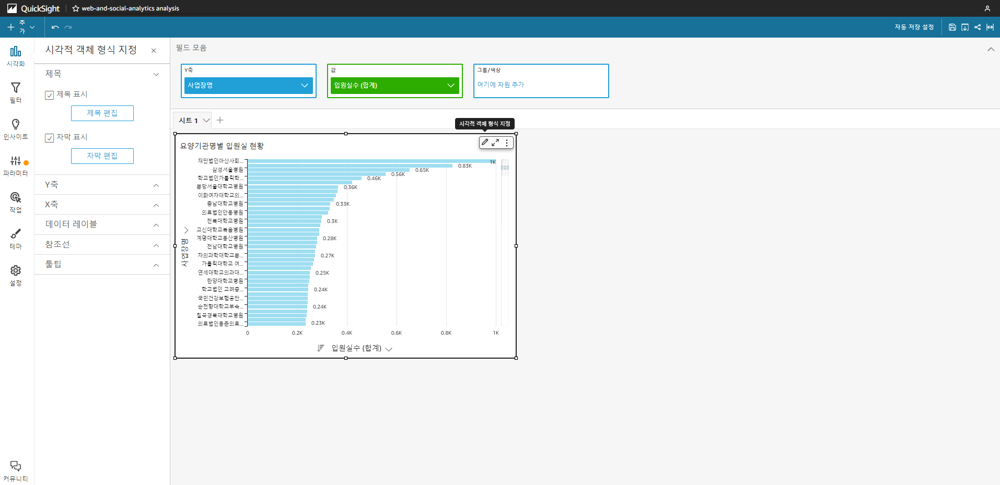 QuickSight
web-and-social-analytics analysis
추가
자동 저장 설정
시각화
필터
인사이트
파라미터
작업
테마
설정
커뮤니티
시각적 객체 형식 지정
제목
제목 표시
제목 편집
자막 표시
자막 편집
Y축
X축
데이터 레이블
참조선
툴팁
필드 모음
Y축
사업장명
값
입원실수 (합계)
그룹/색상
여기에 차원 추가
시트 1
시각적 객체 형식 지정
요양기관명별 입원실 현황
사업장명
재단법인아산사회...
삼성서울병원
학교법인가톨릭학...
분당서울대학교병원
이화여자대학교의...
충남대학교병원
의료법인안동병원
전북대학교병원
고신대학교복음병원
계명대학교동산병원
전남대학교병원
차의과학대학교분...
가톨릭대학교 여...
연세대학교의과대...
한양대학교병원
학교법인 고려중...
국민건강보험공단...
순천향대학교부속...
칠곡경북대학교병원
의료법인동춘의료...
1K
0.83K
0.65K
0.56K
0.46K
0.36K
0.33K
0.3K
0.28K
0.27K
0.25K
0.24K
0.24K
0.23K
0 0.2K 0.4K 0.6K 0.8K 1K
입원실수 (합계)